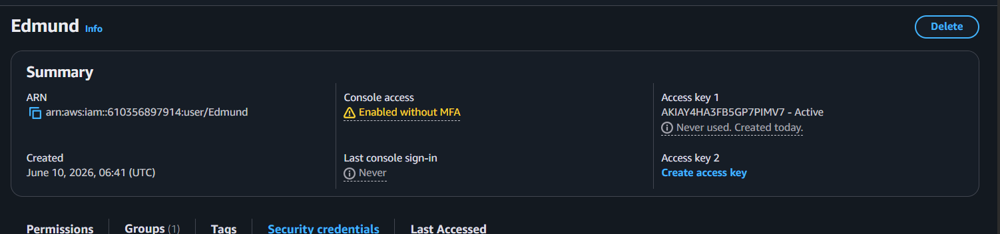 Edmund Info
Delete
Summary
ARN
arn:aws:iam::610356897914:user/Edmund
Created
June 10, 2026, 06:41 (UTC)
Console access
Enabled without MFA
Last console sign-in
Never
Access key 1
AKIAY4HA3FB5GP7PIMV7 - Active
Never used. Created today.
Access key 2
Create access key
Permissions
Groups (1)
Tags
Security credentials
Last Accessed